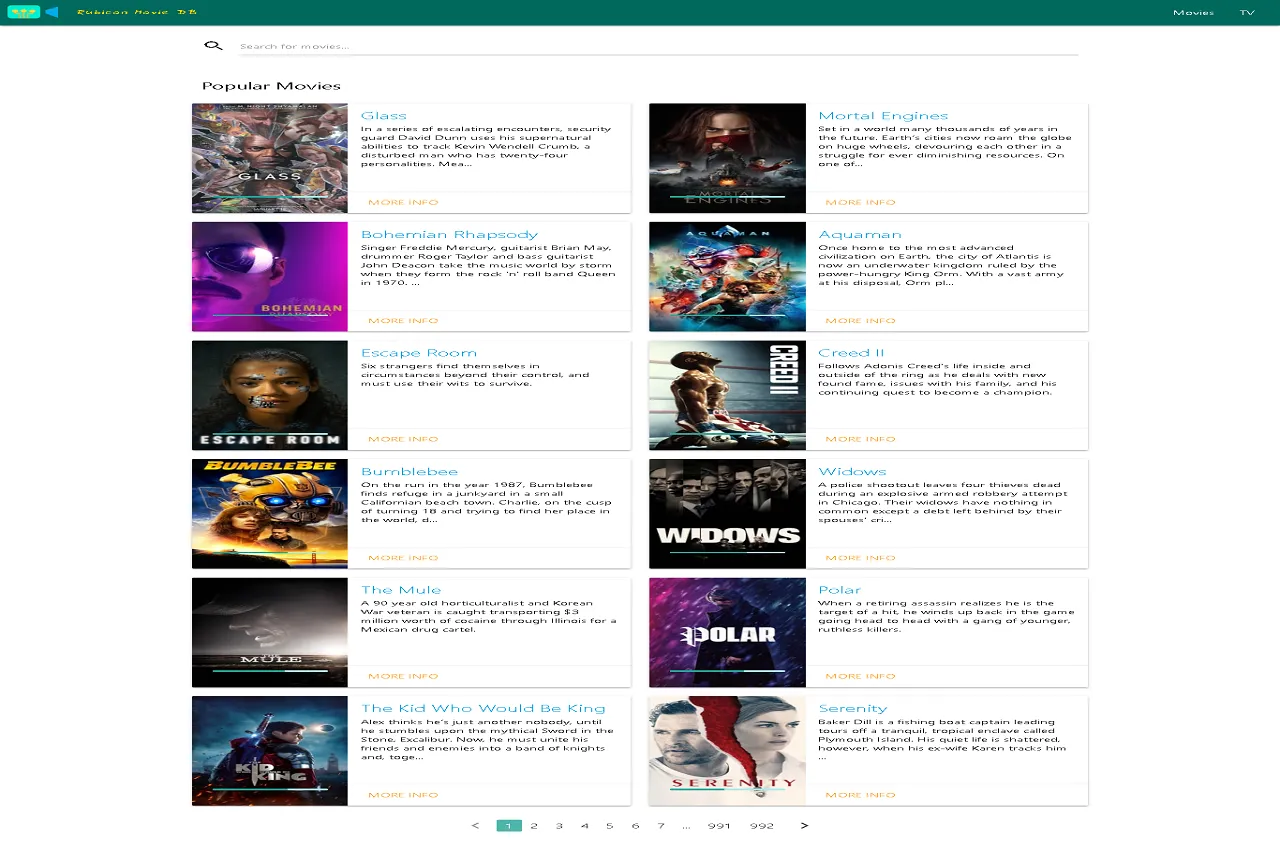 Rubican Movie DB
Movies
TV
Search for movies...
Popular Movies
GLASS
Glass
In a series of escalating encounters, security
guard David Dunn uses his supernatural
abilities to track Kevin Wendell Crumb, a
disturbed man who has twenty-four
personalities. Mea...
MORE INFO
MORTAL
ENGINES
Mortal Engines
Set in a world many thousands of years in
the future. Earth's cities now roam the globe
on huge wheels, devouring each other in a
struggle for ever diminishing resources. On
one of...
MORE INFO
BOHEMIAN
Bohemian Rhapsody
Singer Freddie Mercury, guitarist Brian May,
drummer Roger Taylor and bass guitarist
John Deacon take the music world by storm
when they form the rock 'n' roll band Queen
in 1970. ...
MORE INFO
AQUAMAN
Aquaman
Once home to the most advanced
civilization on Earth, the city of Atlantis is
now an underwater kingdom ruled by the
power-hungry King Orm. With a vast army
at his disposal, Orm pl...
MORE INFO
ESCAPE ROOM
Escape Room
Six strangers find themselves in
circumstances beyond their control, and
must use their wits to survive.
MORE INFO
CREED II
Creed II
Follows Adonis Creed's life inside and
outside of the ring as he deals with new
found fame, issues with his family, and his
continuing quest to become a champion.
MORE INFO
BUMBLEBEE
Bumblebee
On the run in the year 1987, Bumblebee
finds refuge in a junkyard in a small
Californian beach town. Charlie, on the cusp
of turning 18 and trying to find her place in
the world, d...
MORE INFO
WIDOWS
Widows
A police shootout leaves four thieves dead
during an explosive armed robbery attempt
in Chicago. Their widows have nothing in
common except a debt left behind by their
spouses' cri...
MORE INFO
THE
MULE
The Mule
A 90 year old horticulturalist and Korean
War veteran is caught transporting $3
million worth of cocaine through Illinois for a
Mexican drug cartel.
MORE INFO
POLAR
Polar
When a retiring assassin realizes he is the
target of a hit, he winds up back in the game
going head to head with a gang of younger,
ruthless killers.
MORE INFO
KID
KING
The Kid Who Would Be King
Alex thinks he's just another nobody, until
he stumbles upon the mythical Sword in the
Stone, Excalibur. Now, he must unite his
friends and enemies into a band of knights
and, toge...
MORE INFO
SERENITY
Serenity
Baker Dill is a fishing boat captain leading
tours off a tranquil, tropical enclave called
Plymouth Island. His quiet life is shattered,
however, when his ex-wife Karen tracks him
...
MORE INFO
< 1 2 3 4 5 6 7 ... 991 992 >